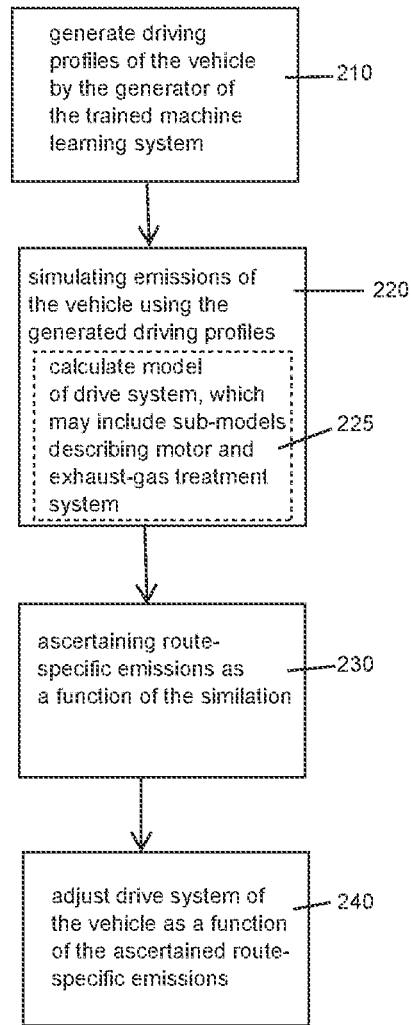 generate driving
profiles of the vehicle
by the generator of
the trained machine
learning system
210
simulating emissions of
the vehicle using the
generated driving profiles
220
calculate model
of drive system, which
may include sub-models
describing motor and
exhaust-gas treatment
system
225
ascertaining route-
specific emissions as
a function of the similation
230
adjust drive system of
the vehicle as a function
of the ascertained route-
specific emissions
240